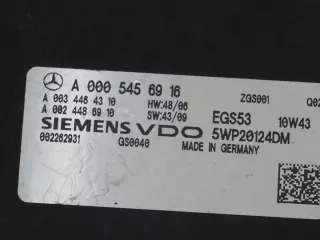 A 000 545 69 16
A 003 446 43 10 HW:48/06 ZGS001 Q02
A 002 448 69 10 SW:43/09 EGS53 10W43
SIEMENS VDO 5WP20124DM
002262931 GS0040 MADE IN GERMANY